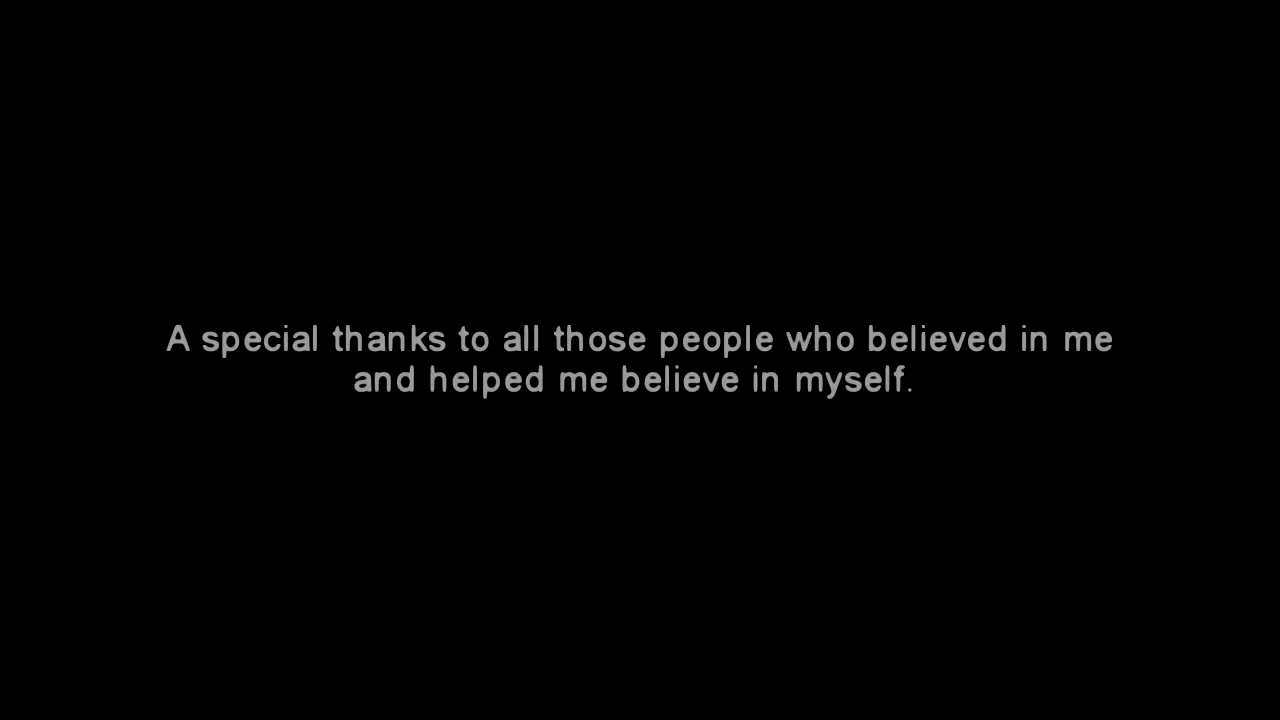 A special thanks to all those people who believed in me
and helped me believe in myself.